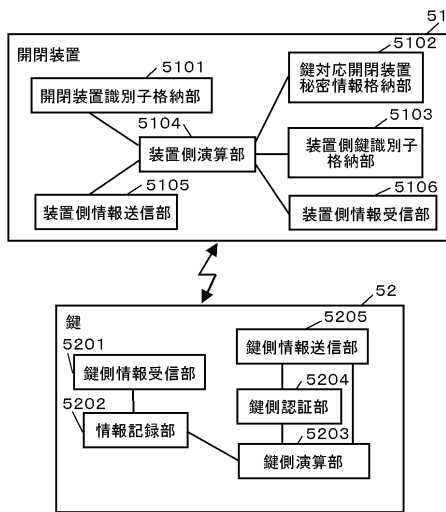 51
開閉装置
5101
開閉装置識別子格納部
5102
鍵対応開閉装置
秘密情報格納部
5104
装置側演算部
5103
装置側鍵識別子
格納部
5105
装置側情報送信部
5106
装置側情報受信部
52
鍵
5205
鍵側情報送信部
5201
鍵側情報受信部
5204
鍵側認証部
5202
情報記録部
5203
鍵側演算部